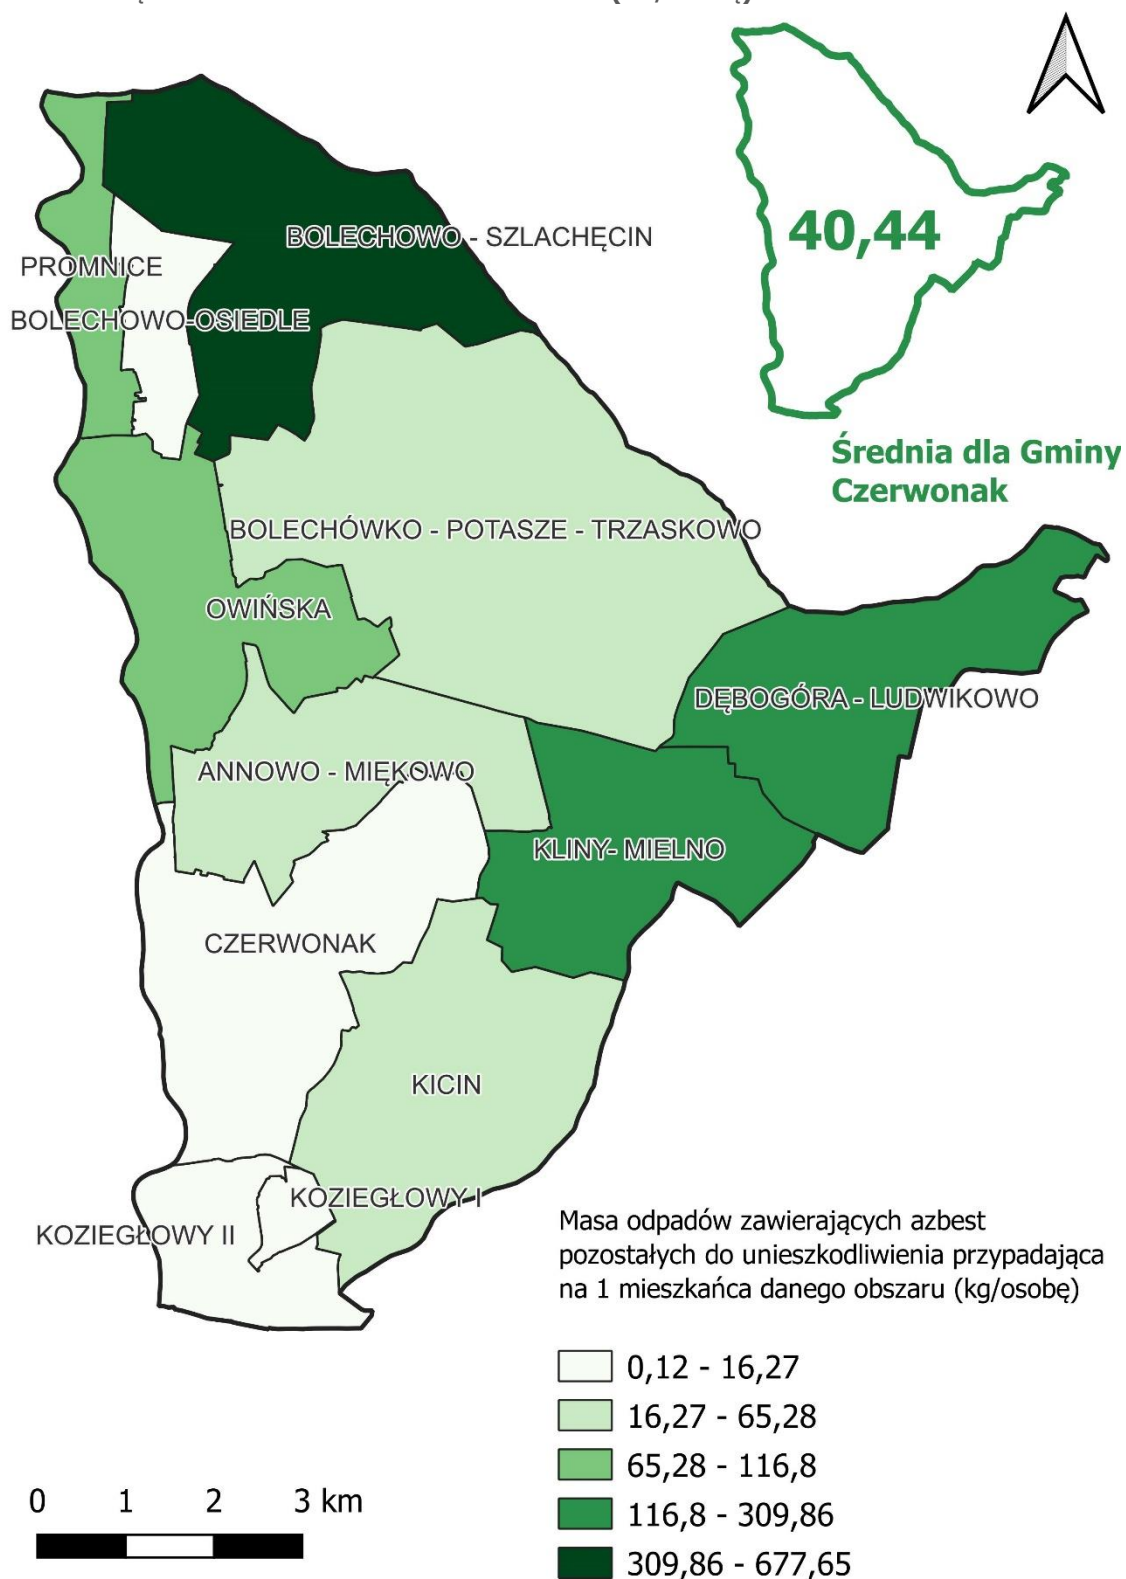 40,44
Średnia dla Gminy
Czerwonak
BOLECHOWO - SZLACHĘCIN
PROMNICE
BOLECHOWO-OSIEDLE
BOLECHÓWKO - POTASZE - TRZASKOWO
OWIŃSKA
DĘBOGÓRA - LUDWIKOWO
ANNOWO - MIĘKOWO
KLINY- MIELNO
CZERWONAK
KICIN
KOZIEGŁOWY I
KOZIEGŁOWY II
Masa odpadów zawierających azbest
pozostałych do unieszkodliwienia przypadająca
na 1 mieszkańca danego obszaru (kg/osobę)
0,12 - 16,27
16,27 - 65,28
65,28 - 116,8
116,8 - 309,86
309,86 - 677,65
0 1 2 3 km